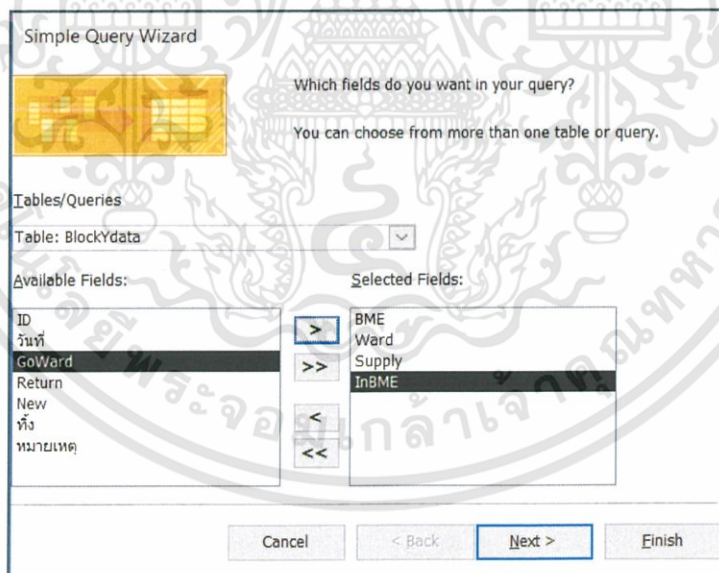 Simple Query Wizard
Which fields do you want in your query?
You can choose from more than one table or query.
Tables/Queries
Table: BlockYdata
Available Fields:
Selected Fields:
ID
วันที่
GoWard
Return
New
ทิ้ง
หมายเหตุ
>
>>
<
<<
BME
Ward
Supply
InBME
Cancel
< Back
Next >
Finish